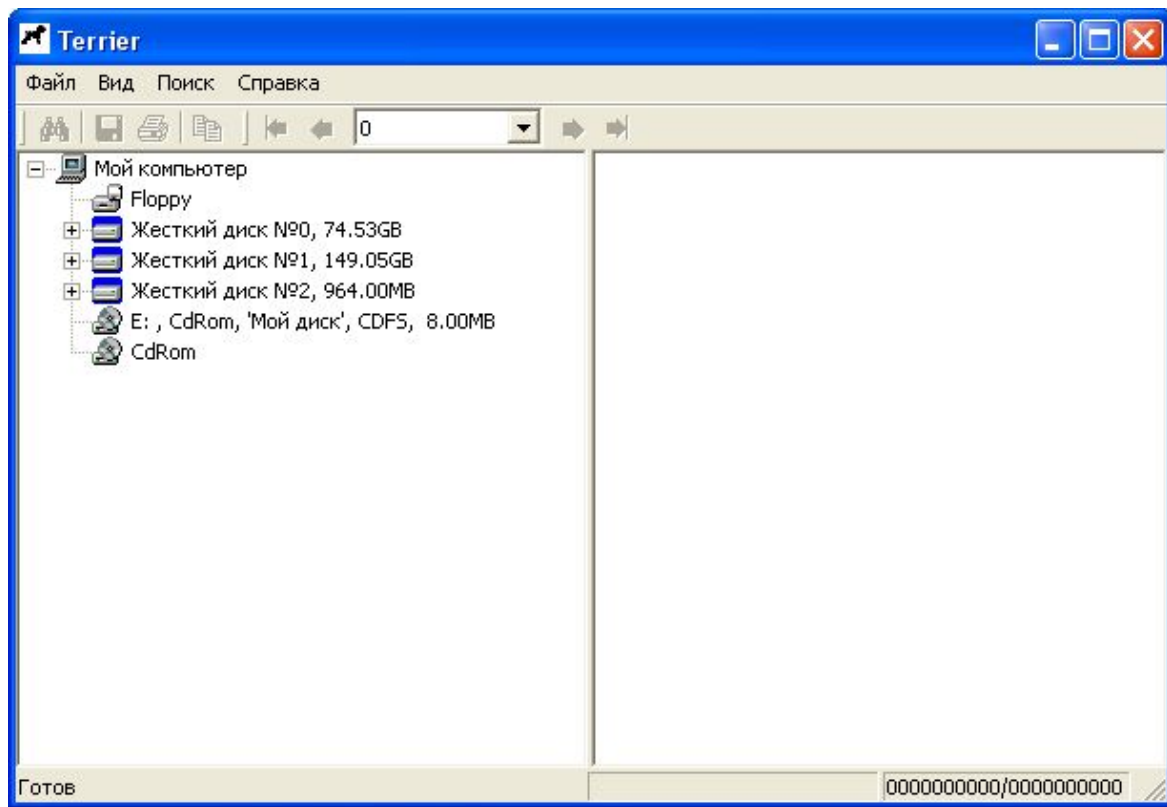 Terrier
Файл Вид Поиск Справка
0
Мой компьютер
Floppy
Жесткий диск №0, 74.53GB
Жесткий диск №1, 149.05GB
Жесткий диск №2, 964.00MB
E: , CdRom, 'Мой диск', CDFS, 8.00MB
CdRom
Готов 0000000000/0000000000